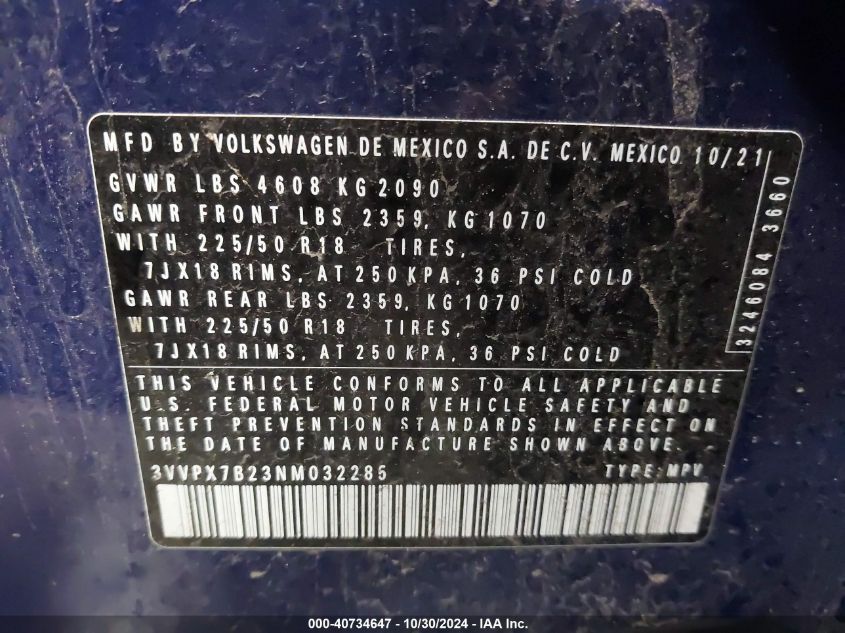 MFD BY VOLKSWAGEN DE MEXICO S.A. DE C.V. MEXICO 10/21
GVWR LBS 4608 KG 2090
GAWR FRONT LBS 2359, KG 1070
WITH 225/50 R18 TIRES,
7JX18 RIMS, AT 250 KPA, 36 PSI COLD
GAWR REAR LBS 2359, KG 1070
WITH 225/50 R18 TIRES,
7JX18 RIMS, AT 250 KPA, 36 PSI COLD
3246084 3660
THIS VEHICLE CONFORMS TO ALL APPLICABLE
U.S. FEDERAL MOTOR VEHICLE SAFETY AND
THEFT PREVENTION STANDARDS IN EFFECT ON
THE DATE OF MANUFACTURE SHOWN ABOVE.
3VVPX7B23NM032285 TYPE: MPV
000-40734647 - 10/30/2024 - IAA Inc.